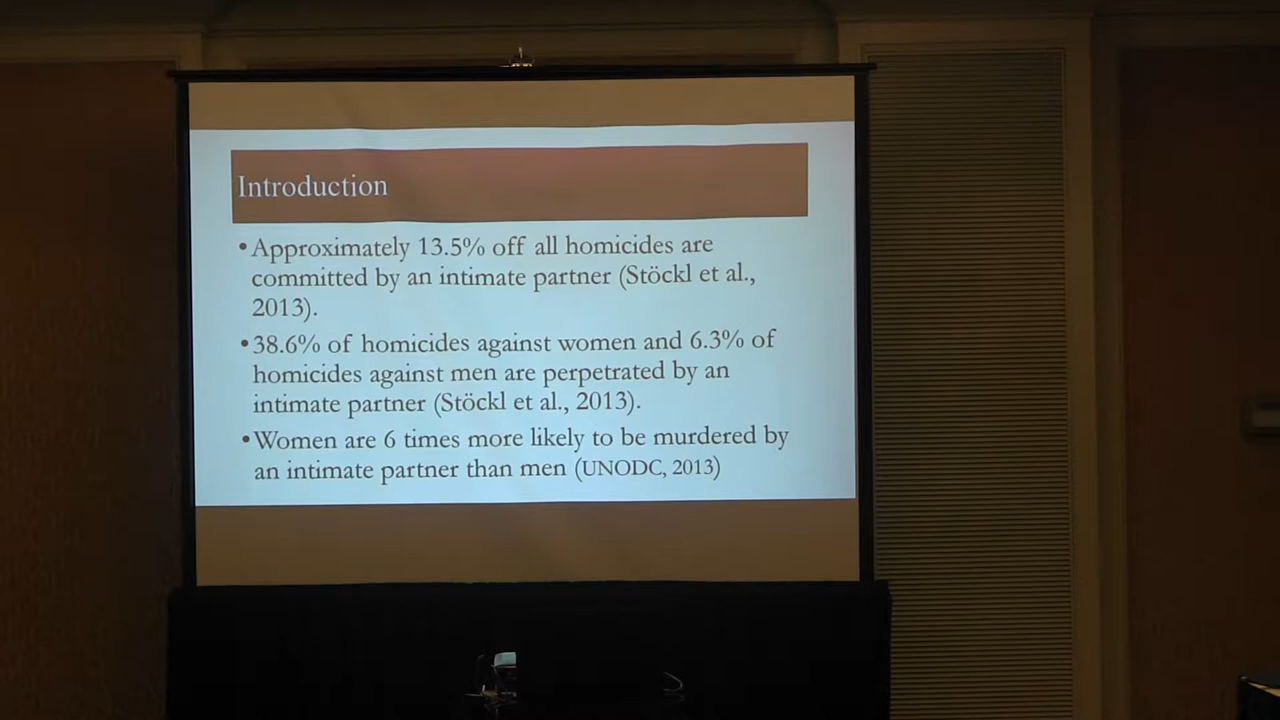 Introduction
•Approximately 13.5% off all homicides are
committed by an intimate partner (Stöckl et al.,
2013).
•38.6% of homicides against women and 6.3% of
homicides against men are perpetrated by an
intimate partner (Stöckl et al., 2013).
•Women are 6 times more likely to be murdered by
an intimate partner than men (UNODC, 2013)